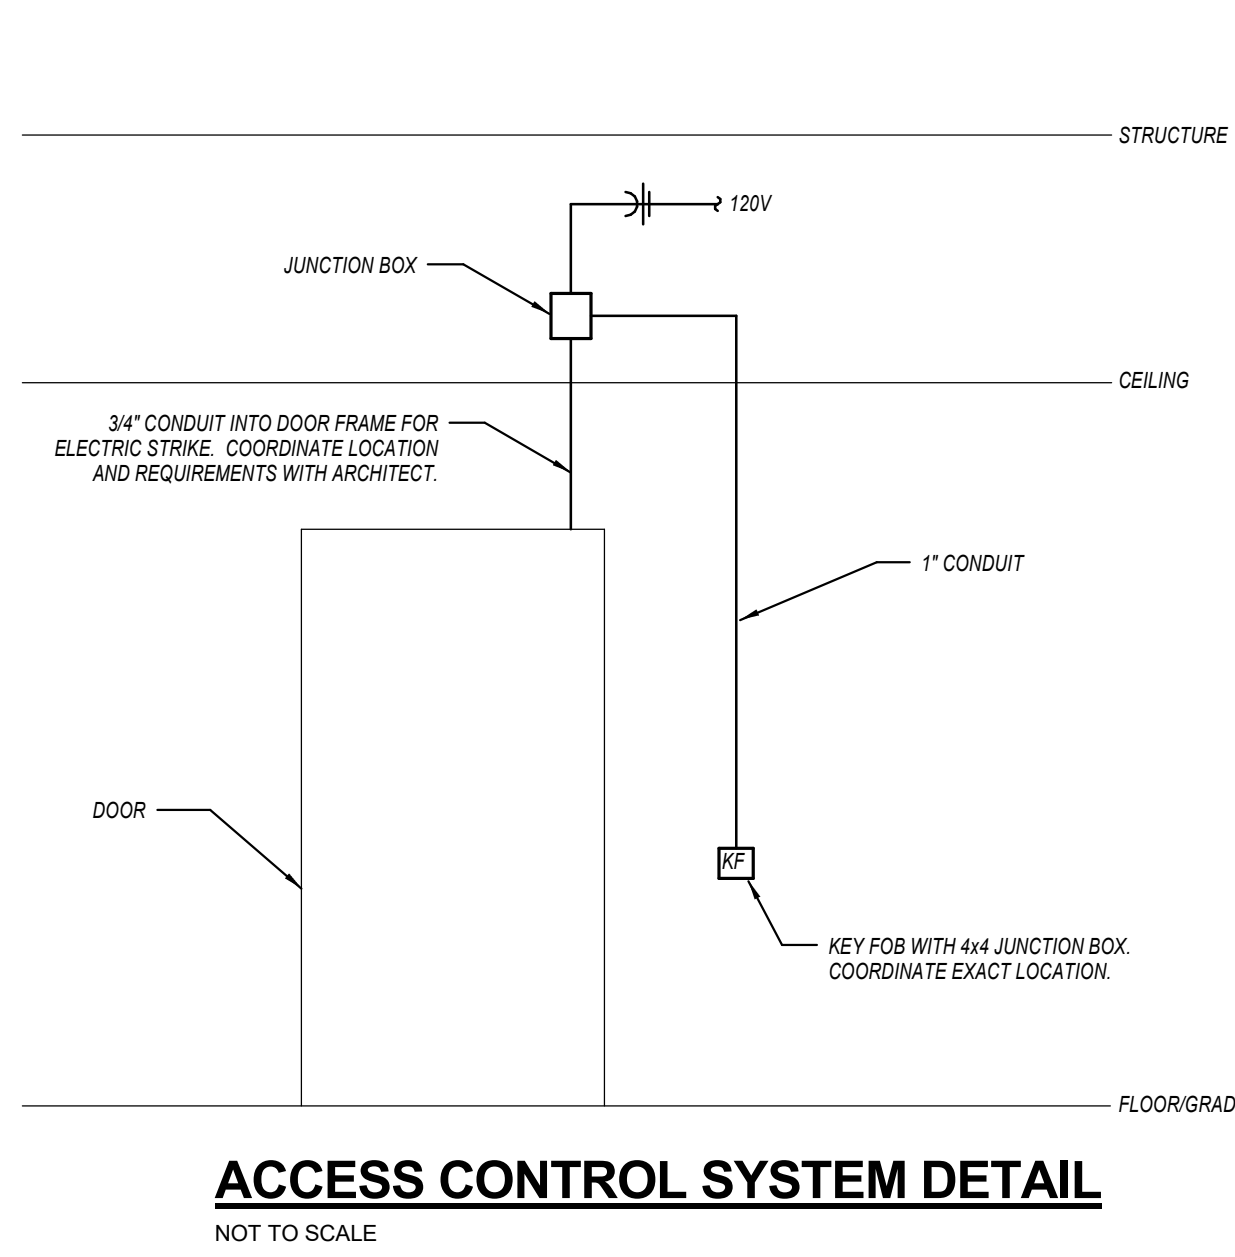 STRUCTURE
120V
JUNCTION BOX
CEILING
3/4" CONDUIT INTO DOOR FRAME FOR
ELECTRIC STRIKE. COORDINATE LOCATION
AND REQUIREMENTS WITH ARCHITECT.
1" CONDUIT
DOOR
KF
KEY FOB WITH 4x4 JUNCTION BOX.
COORDINATE EXACT LOCATION.
FLOOR/GRAD
ACCESS CONTROL SYSTEM DETAIL
NOT TO SCALE